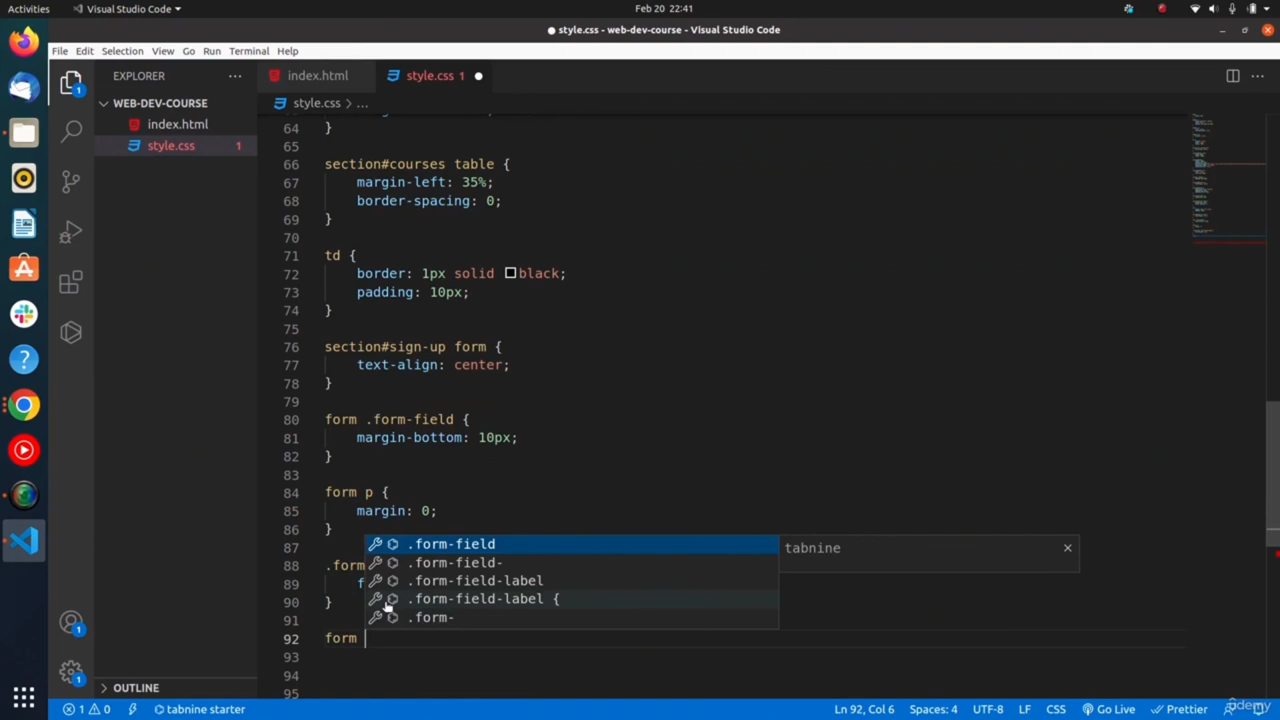 Activities
Visual Studio Code
Feb 20 22:41
style.css - web-dev-course - Visual Studio Code
File Edit Selection View Go Run Terminal Help
EXPLORER
index.html
style.css 1
WEB-DEV-COURSE
style.css > ...
index.html
style.css 1
64 }
65
66 section#courses table {
67 margin-left: 35%;
68 border-spacing: 0;
69 }
70
71 td {
72 border: 1px solid black;
73 padding: 10px;
74 }
75
76 section#sign-up form {
77 text-align: center;
78 }
79
80 form .form-field {
81 margin-bottom: 10px;
82 }
83
84 form p {
85 margin: 0;
86 }
87
.form-field
tabnine
.form-field-
88 .form
.form-field-label
89 f
.form-field-label {
90 }
.form-
91
92 form
93
94
95
OUTLINE
1 0 tabnine starter
Ln 92, Col 6 Spaces: 4 UTF-8 LF CSS Go Live Prettier
udemy